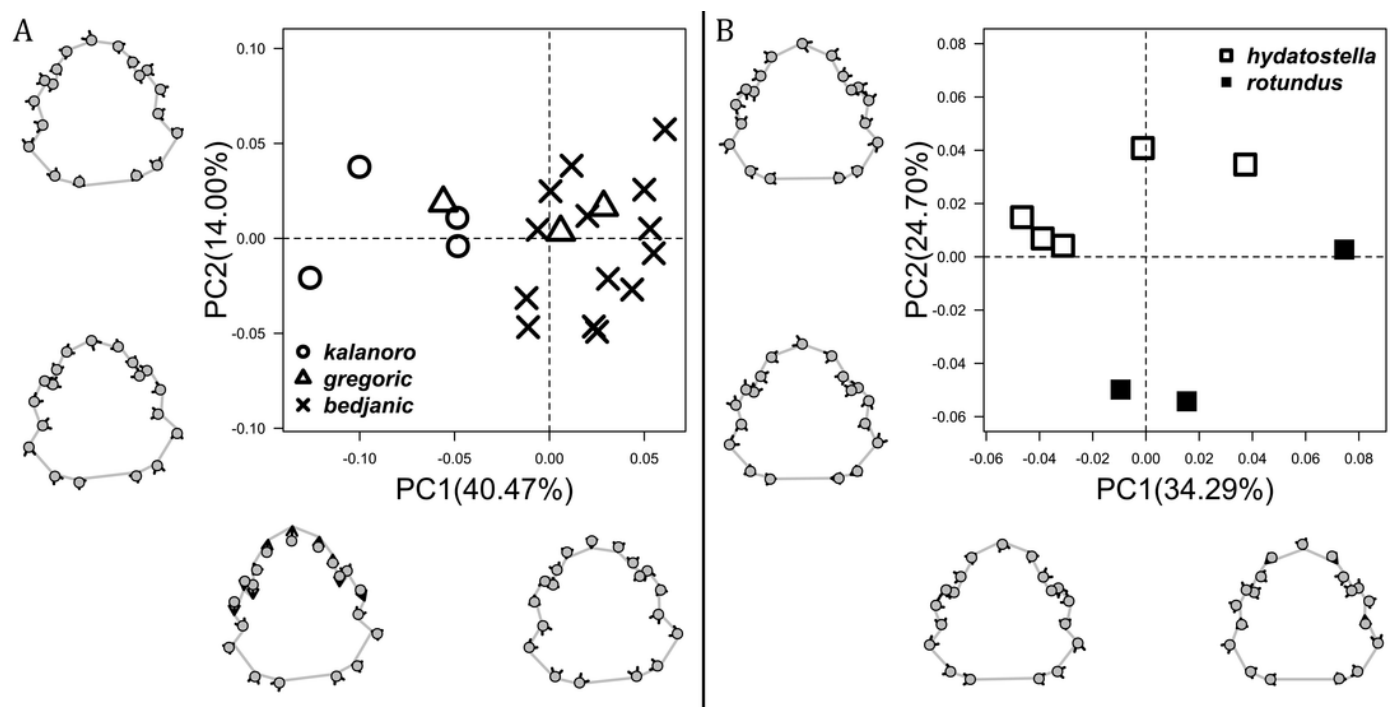 A
0.10
0.05
0.00
-0.05
-0.10
PC2(14.00%)
kalanoro
gregoric
bedjanic
-0.10
-0.05
0.00
0.05
PC1(40.47%)
B
0.08
0.06
0.04
0.02
0.00
-0.02
-0.04
-0.06
PC2(24.70%)
hydatostella
rotundus
-0.06
-0.04
-0.02
0.00
0.02
0.04
0.06
0.08
PC1(34.29%)